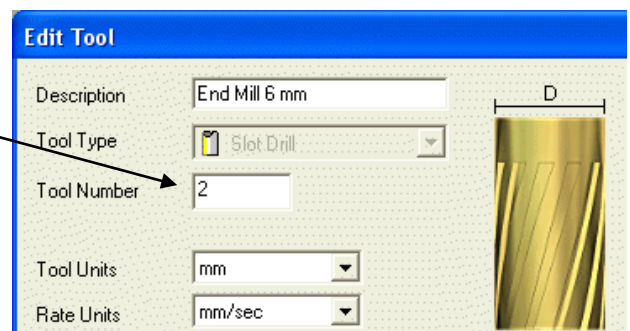 Edit Tool
Description End Mill 6 mm
D
Tool Type Slot Drill
Tool Number 2
Tool Units mm
Rate Units mm/sec